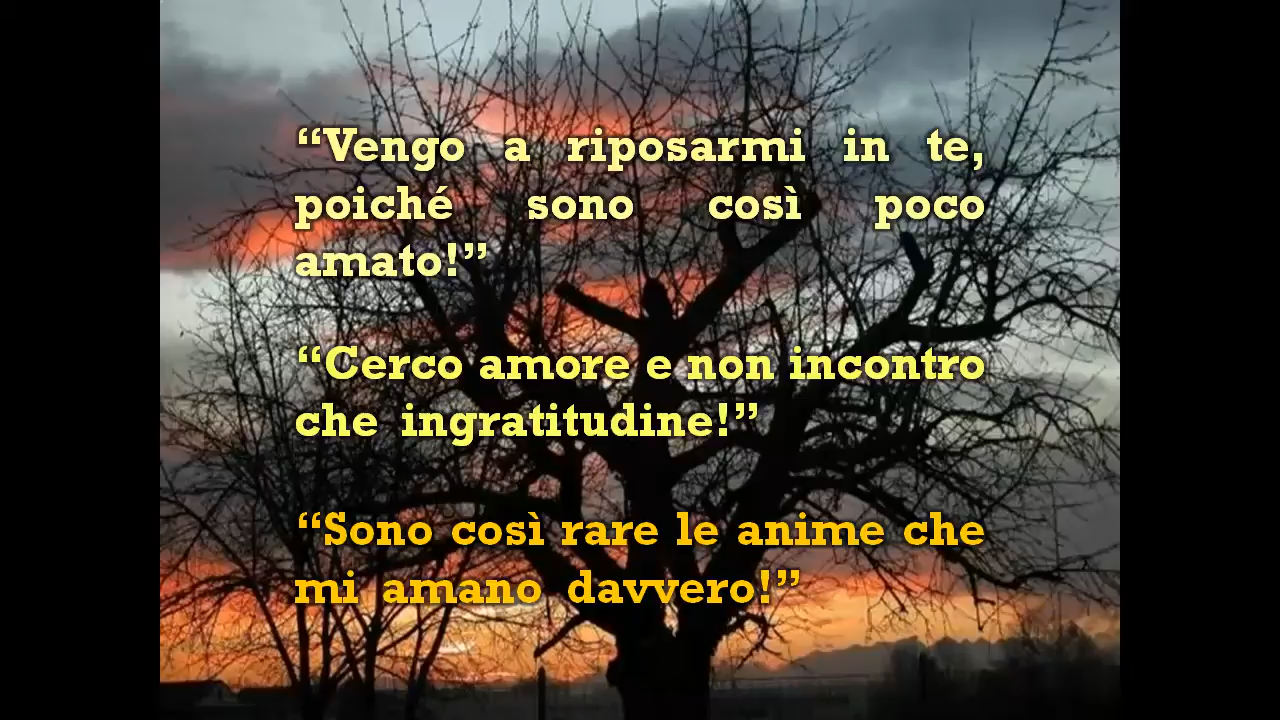 “Vengo a riposarmi in te,
poiché sono così poco
amato!”
“Cerco amore e non incontro
che ingratitudine!”
“Sono così rare le anime che
mi amano davvero!”